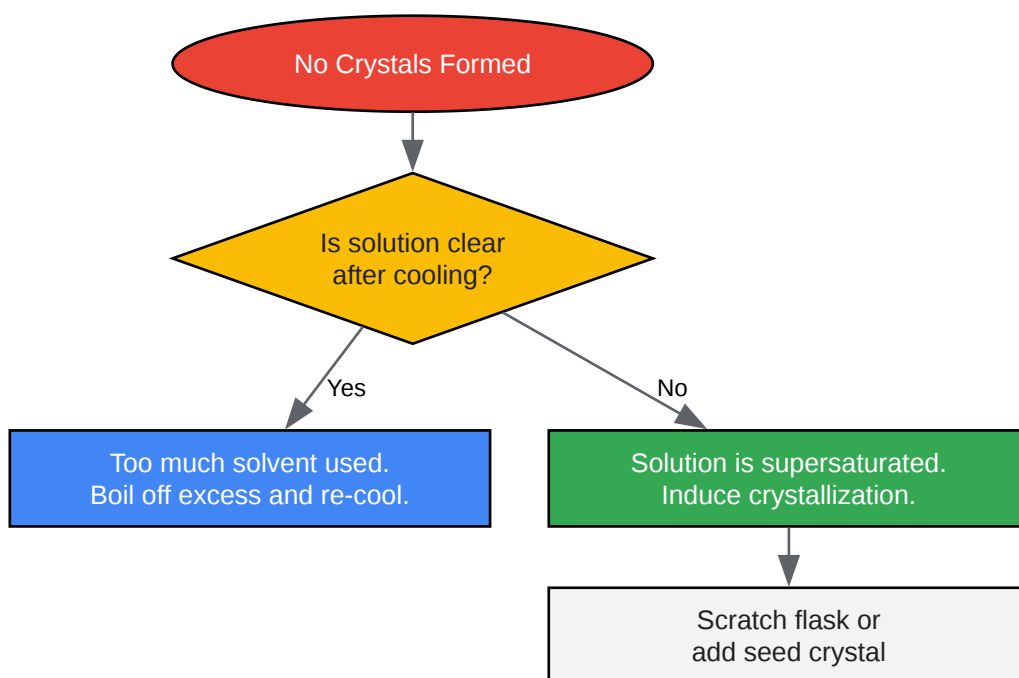 No Crystals Formed
Is solution clear
after cooling?
Yes
No
Too much solvent used.
Boil off excess and re-cool.
Solution is supersaturated.
Induce crystallization.
Scratch flask or
add seed crystal